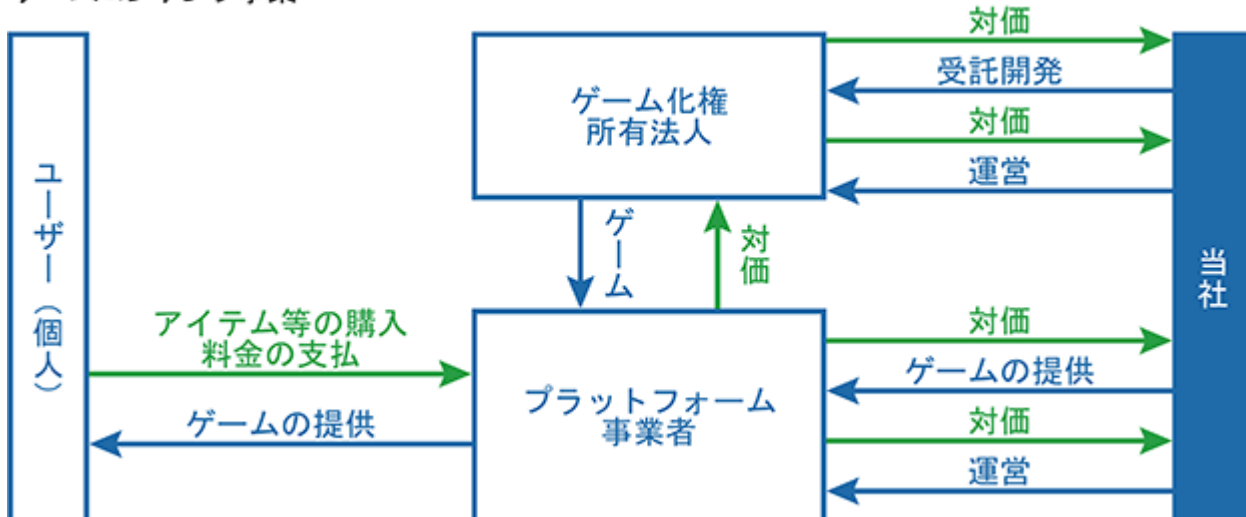 対価
受託開発
ゲーム化権
所有法人
対価
運営
ユーザー（個人）
ゲーム
対価
当社
アイテム等の購入
料金の支払
対価
ゲームの提供
プラットフォーム
事業者
ゲームの提供
対価
運営